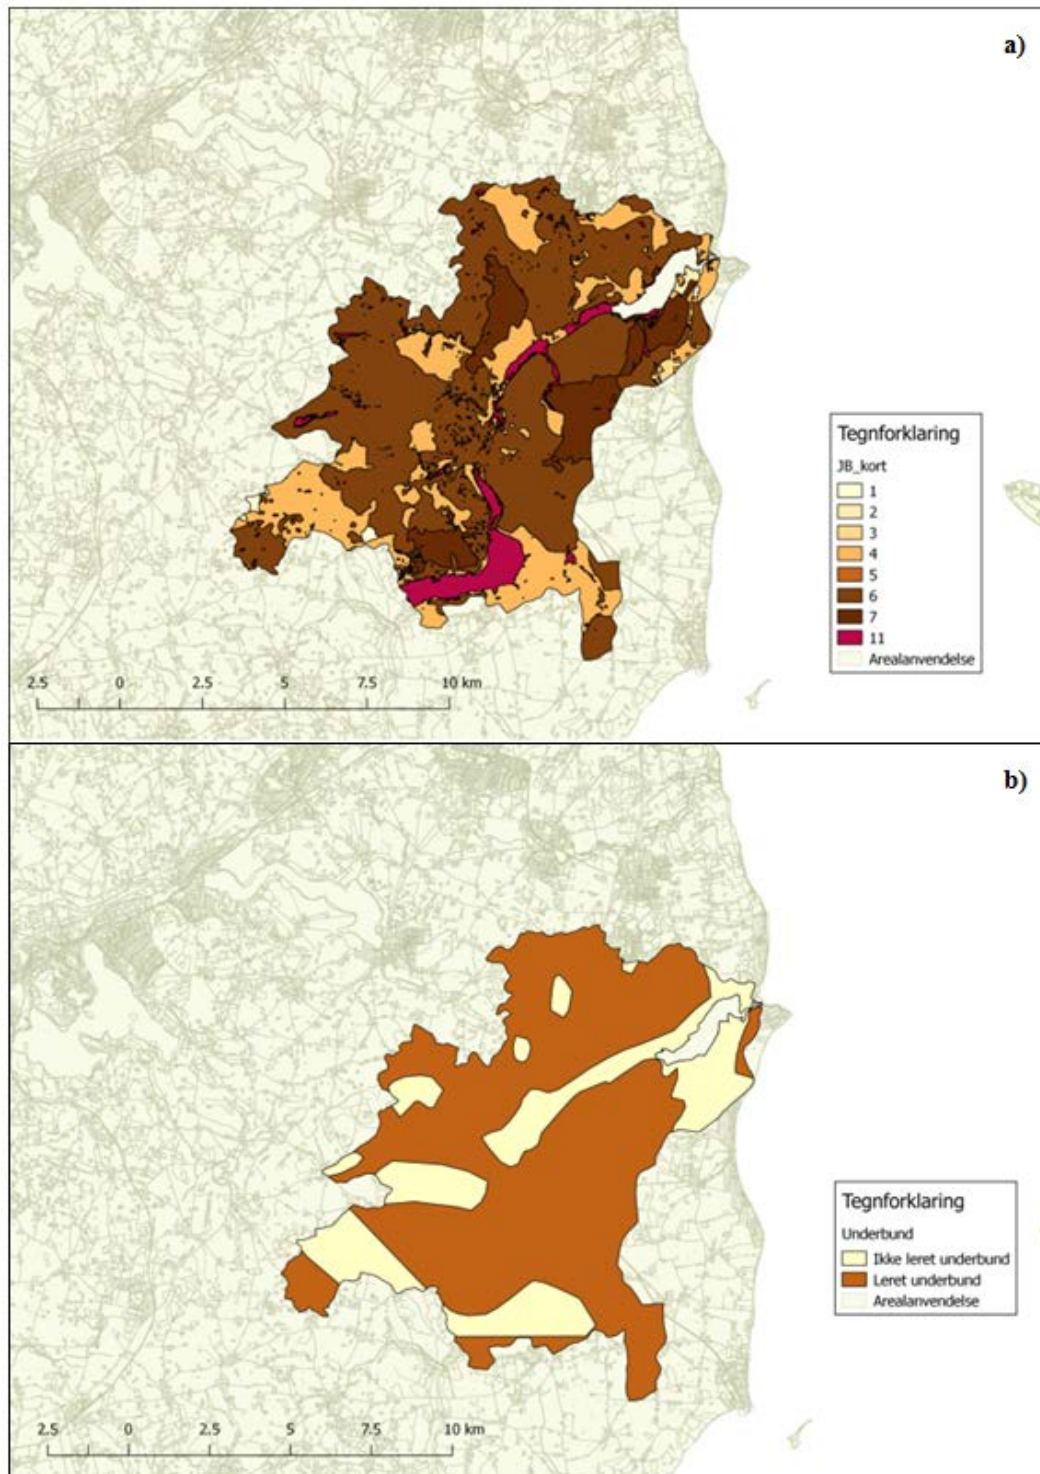 a)
Tegnforklaring
JB_kort
1
2
3
4
5
6
7
11
Arealanvendelse
2.5 0 2.5 5 7.5 10 km
b)
Tegnforklaring
Underbund
Ikke leret underbund
Leret underbund
Arealanvendelse
2.5 0 2.5 5 7.5 10 km